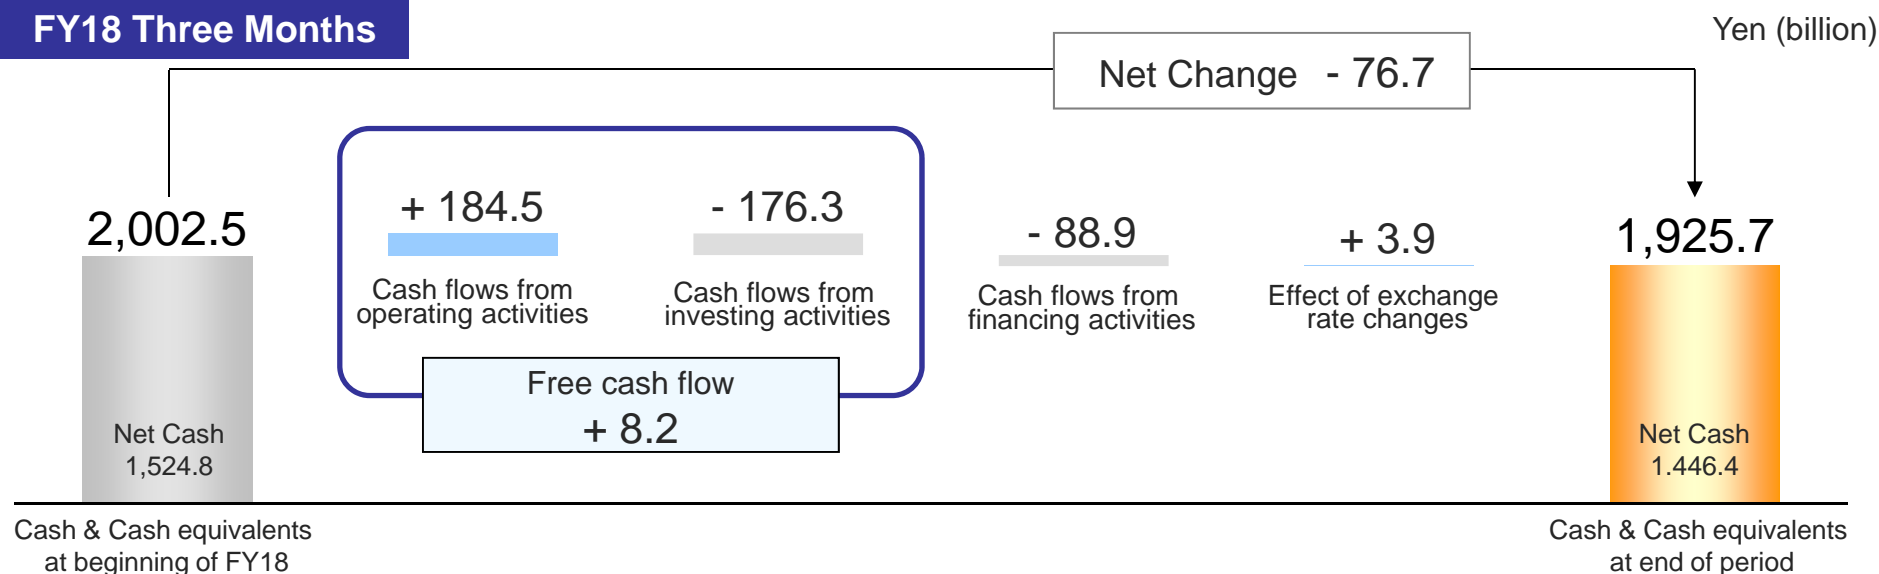 FY18 Three Months
Yen (billion)
Net Change - 76.7
2,002.5
+ 184.5
- 176.3
- 88.9
+ 3.9
1,925.7
Cash flows from
operating activities
Cash flows from
investing activities
Cash flows from
financing activities
Effect of exchange
rate changes
Free cash flow
+ 8.2
Net Cash
1,524.8
Net Cash
1.446.4
Cash & Cash equivalents
at beginning of FY18
Cash & Cash equivalents
at end of period